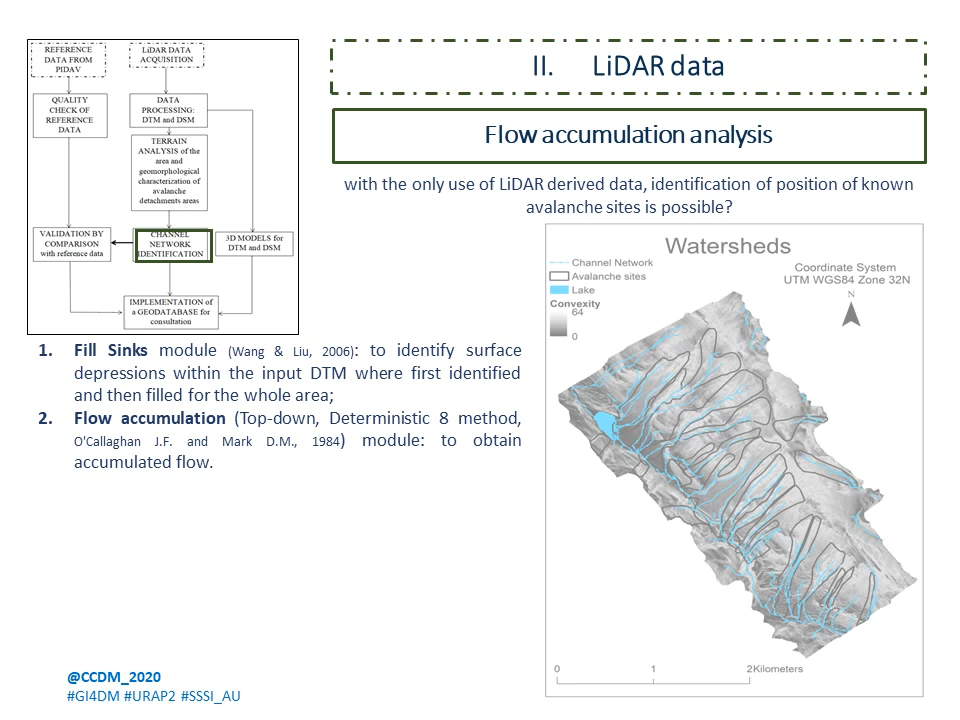 REFERENCE
DATA FROM
PIDAV
LiDAR DATA
ACQUISITION
QUALITY
CHECK OF
REFERENCE
DATA
DATA
PROCESSING:
DTM and DSM
TERRAIN
ANALYSIS of the
area and
geomorphological
characterization of
avalanche
detachments areas
VALIDATION BY
COMPARISON
with reference data
CHANNEL
NETWORK
IDENTIFICATION
3D MODELS for
DTM and DSM
IMPLEMENTATION of
a GEODATABASE for
consultation
II. LiDAR data
Flow accumulation analysis
with the only use of LiDAR derived data, identification of position of known
avalanche sites is possible?
1. Fill Sinks module (Wang & Liu, 2006): to identify surface
depressions within the input DTM where first identified
and then filled for the whole area;
2. Flow accumulation (Top-down, Deterministic 8 method,
O'Callaghan J.F. and Mark D.M., 1984) module: to obtain
accumulated flow.
Watersheds
Channel Network
Avalanche sites
Lake
Convexity
64
0
Coordinate System
UTM WGS84 Zone 32N
N
0 1 2 Kilometers
@CCDM_2020
#GI4DM #URAP2 #SSSI_AU